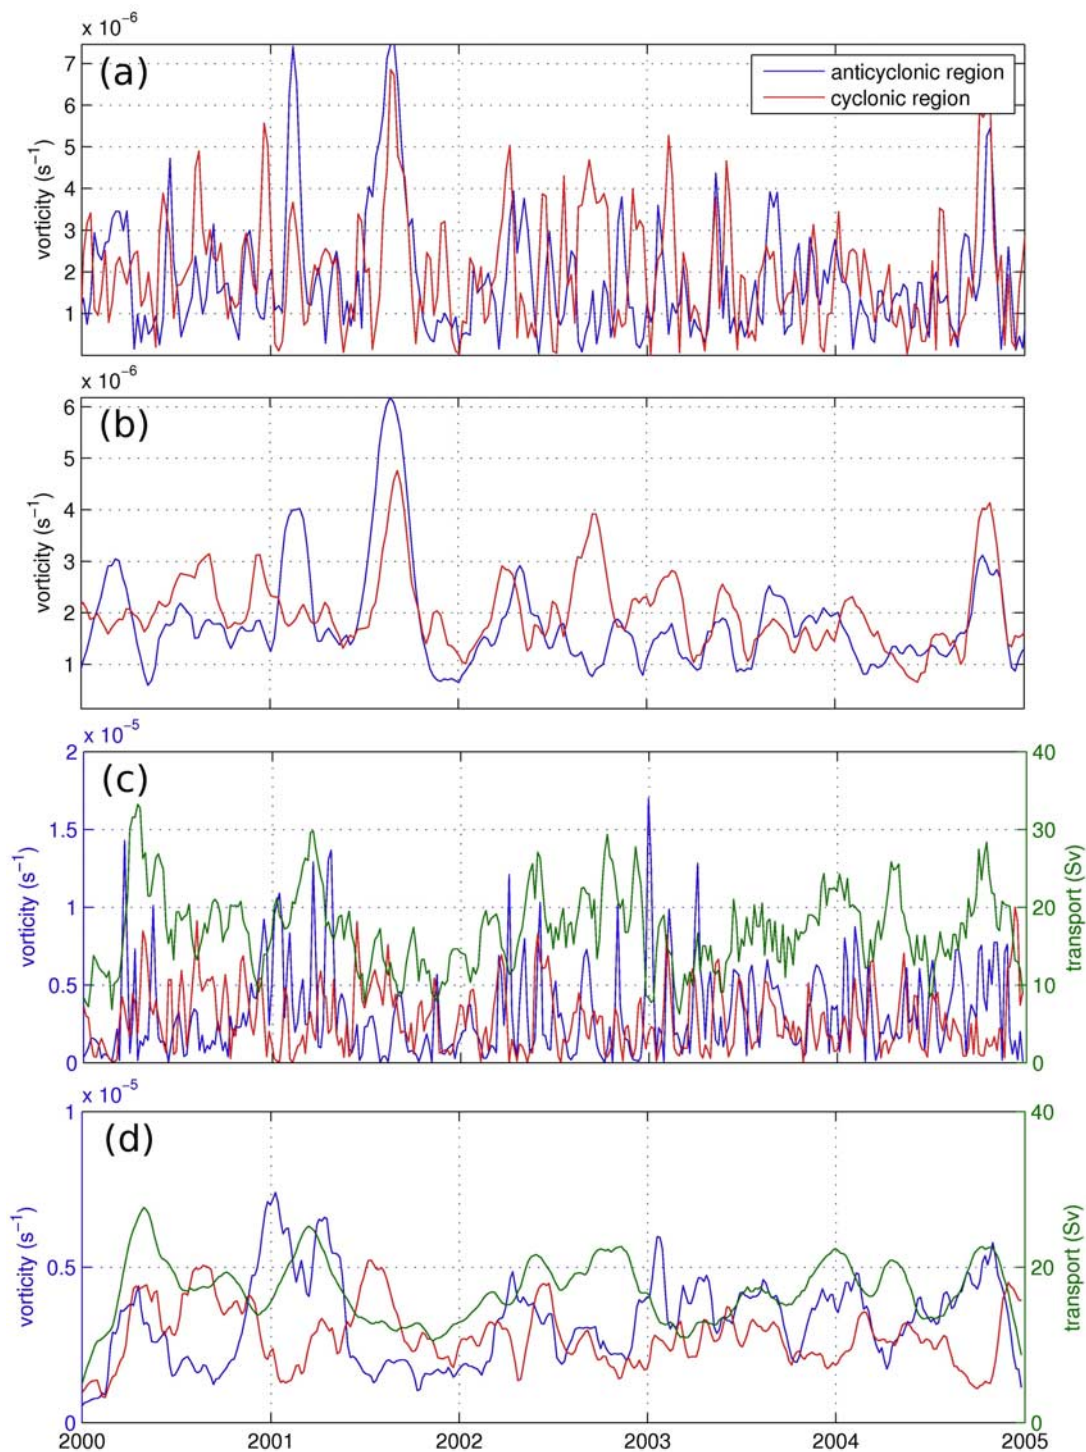 x 10⁻⁶
(a)
7
6
5
4
3
2
1
vorticity (s⁻¹)
anticyclonic region
cyclonic region
x 10⁻⁶
(b)
6
5
4
3
2
1
vorticity (s⁻¹)
x 10⁻⁵
(c)
2
1.5
1
0.5
0
vorticity (s⁻¹)
40
30
20
10
0
transport (Sv)
x 10⁻⁵
(d)
1
0.5
0
vorticity (s⁻¹)
40
20
0
transport (Sv)
2000 2001 2002 2003 2004 2005